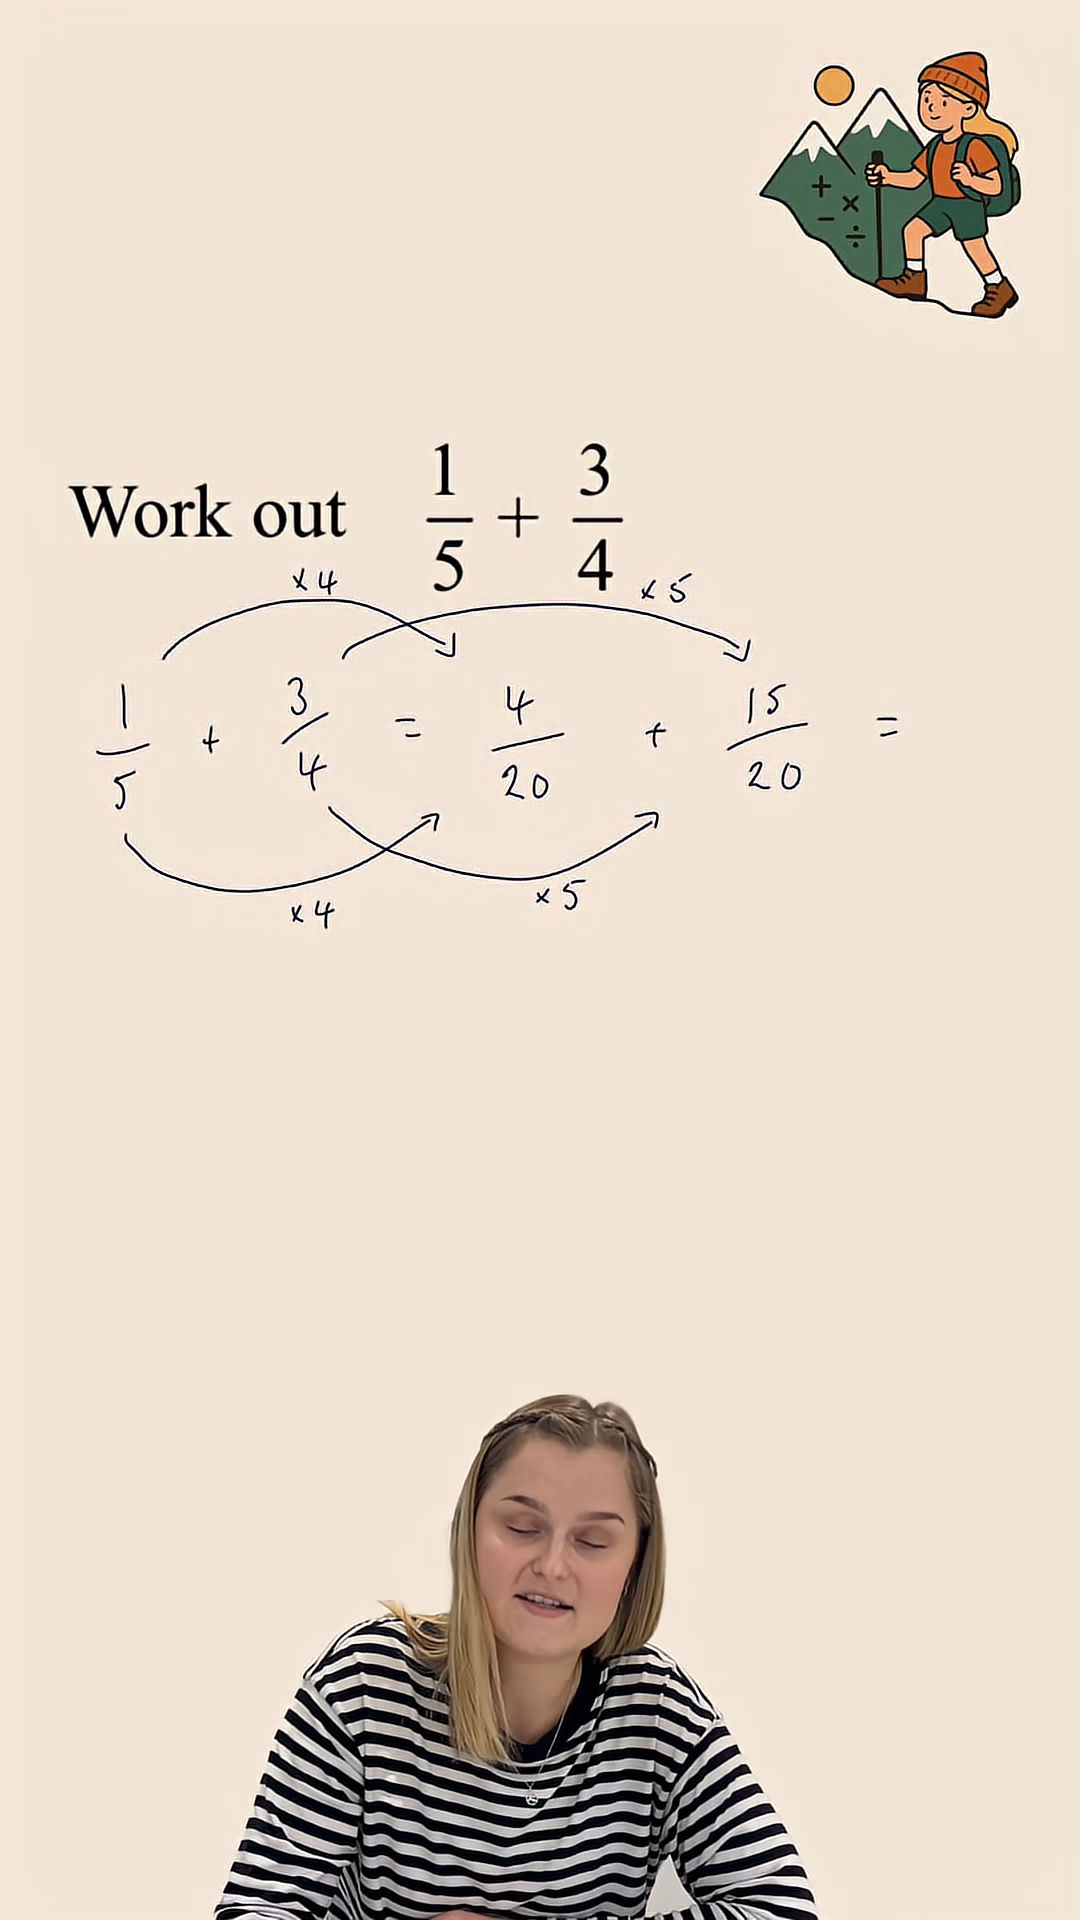 + ×
− ÷
Work out 1/5 + 3/4
×4 ×5
1/5 + 3/4 = 4/20 + 15/20 =
×4 ×5